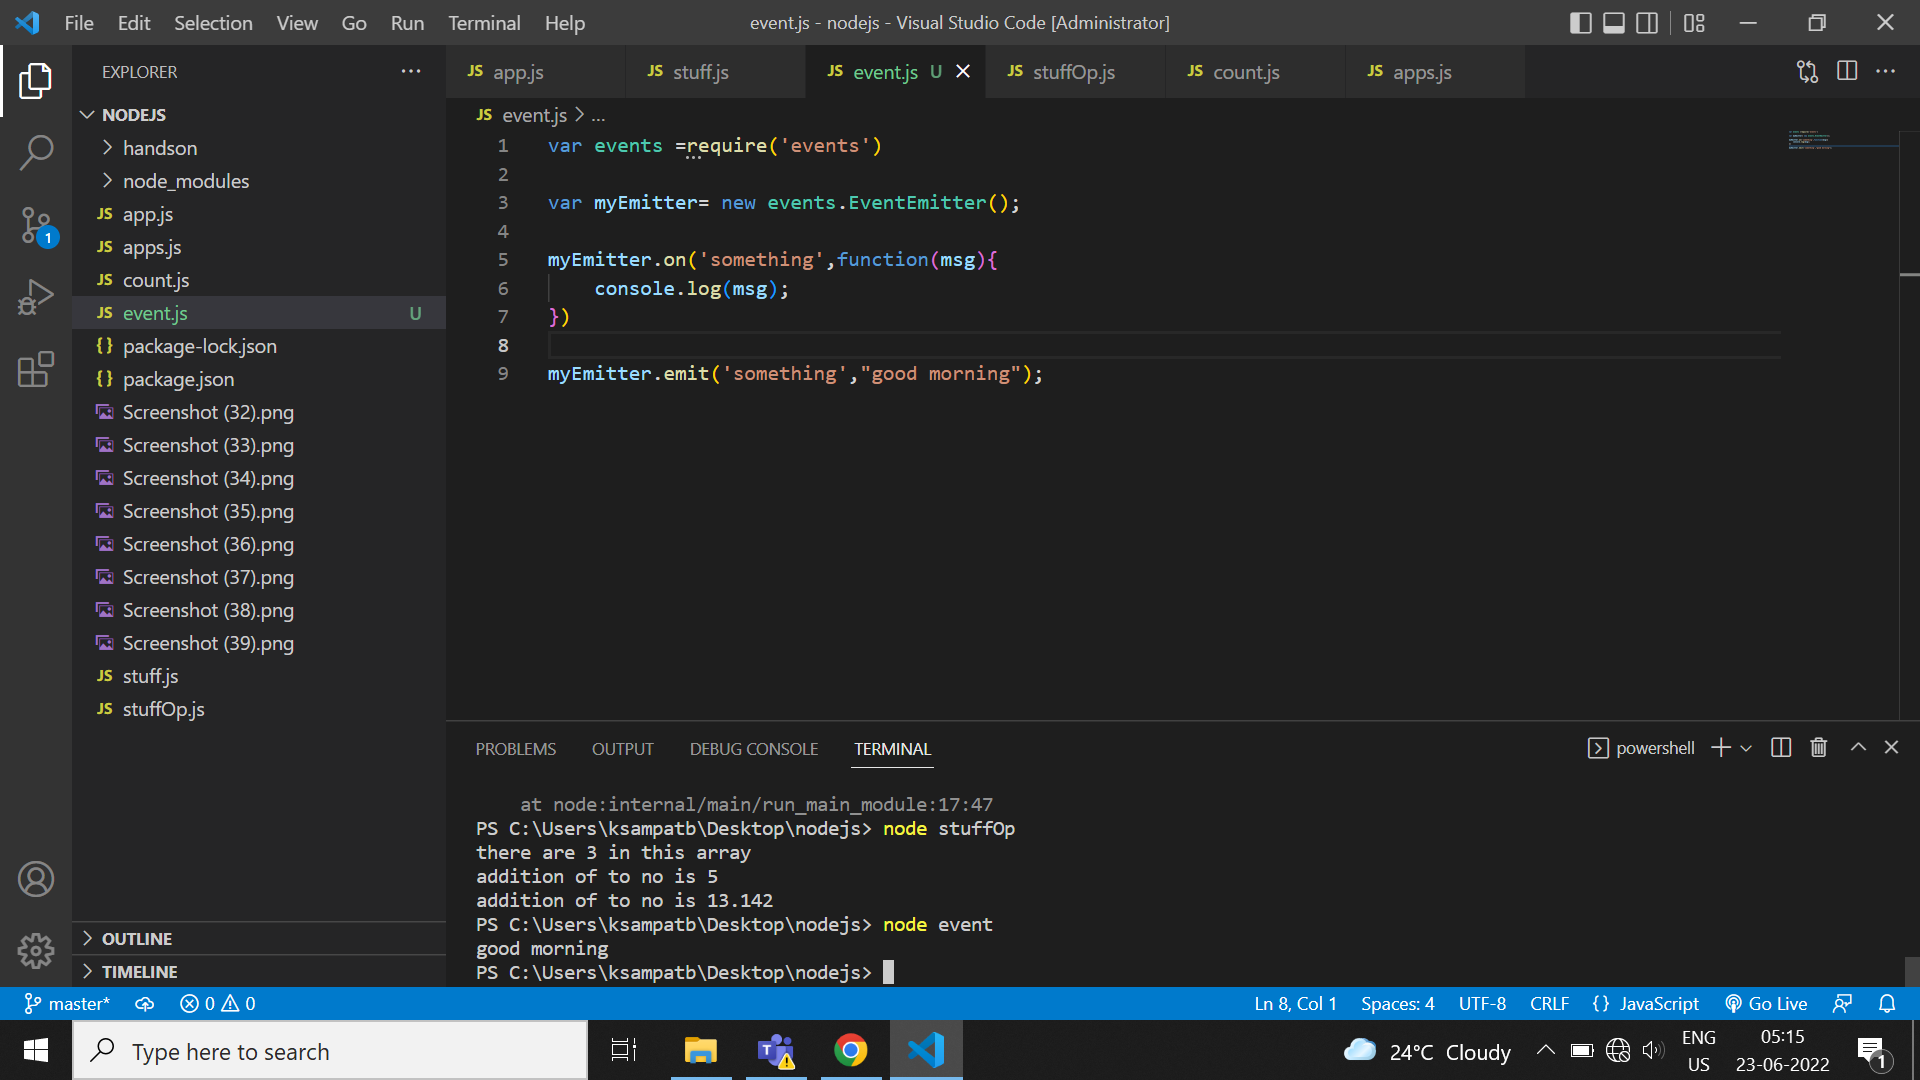 File Edit Selection View Go Run Terminal Help
event.js - nodejs - Visual Studio Code [Administrator]
EXPLORER
NODEJS
handson
node_modules
JS app.js
JS apps.js
JS count.js
JS event.js U
{} package-lock.json
{} package.json
Screenshot (32).png
Screenshot (33).png
Screenshot (34).png
Screenshot (35).png
Screenshot (36).png
Screenshot (37).png
Screenshot (38).png
Screenshot (39).png
JS stuff.js
JS stuffOp.js
OUTLINE
TIMELINE
1
JS app.js JS stuff.js JS event.js U JS stuffOp.js JS count.js JS apps.js
JS event.js > ...
1 var events =require('events')
2
3 var myEmitter= new events.EventEmitter();
4
5 myEmitter.on('something',function(msg){
6 console.log(msg);
7 })
8
9 myEmitter.emit('something',"good morning");
PROBLEMS OUTPUT DEBUG CONSOLE TERMINAL
powershell
at node:internal/main/run_main_module:17:47
PS C:\Users\ksampatb\Desktop\nodejs> node stuffOp
there are 3 in this array
addition of to no is 5
addition of to no is 13.142
PS C:\Users\ksampatb\Desktop\nodejs> node event
good morning
PS C:\Users\ksampatb\Desktop\nodejs>
master* 0 0
Ln 8, Col 1 Spaces: 4 UTF-8 CRLF {} JavaScript Go Live
Type here to search
24°C Cloudy
ENG
US
05:15
23-06-2022
1